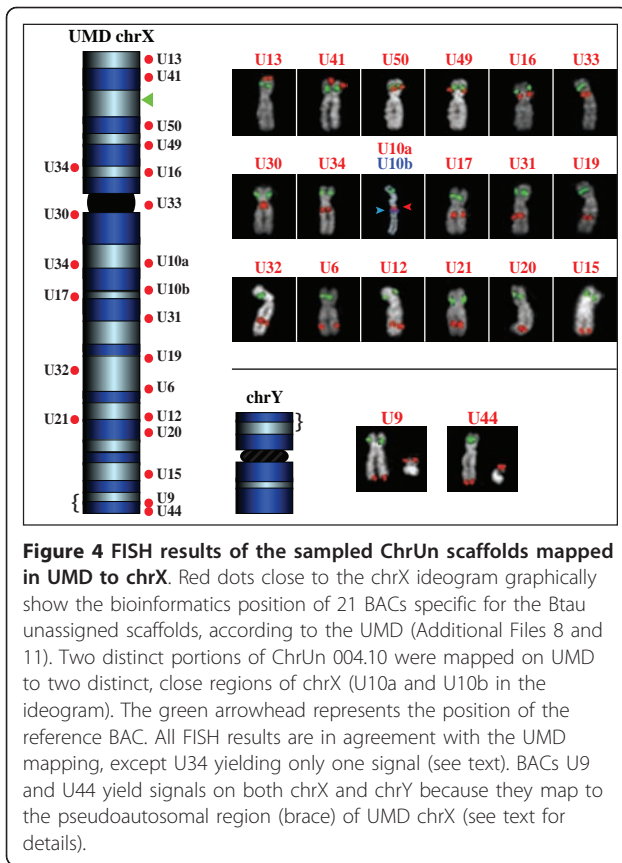 UMD chrX
U13
U41
U50
U49
U34
U16
U33
U30
U34
U10a
U10b
U17
U31
U19
U32
U6
U12
U21
U20
U15
{
U9
U44
U13 U41 U50 U49 U16 U33
U10a
U30 U34 U10b U17 U31 U19
U32 U6 U12 U21 U20 U15
chrY
}
U9 U44
Figure 4 FISH results of the sampled ChrUn scaffolds mapped
in UMD to chrX. Red dots close to the chrX ideogram graphically
show the bioinformatics position of 21 BACs specific for the Btau
unassigned scaffolds, according to the UMD (Additional Files 8 and
11). Two distinct portions of ChrUn 004.10 were mapped on UMD
to two distinct, close regions of chrX (U10a and U10b in the
ideogram). The green arrowhead represents the position of the
reference BAC. All FISH results are in agreement with the UMD
mapping, except U34 yielding only one signal (see text). BACs U9
and U44 yield signals on both chrX and chrY because they map to
the pseudoautosomal region (brace) of UMD chrX (see text for
details).